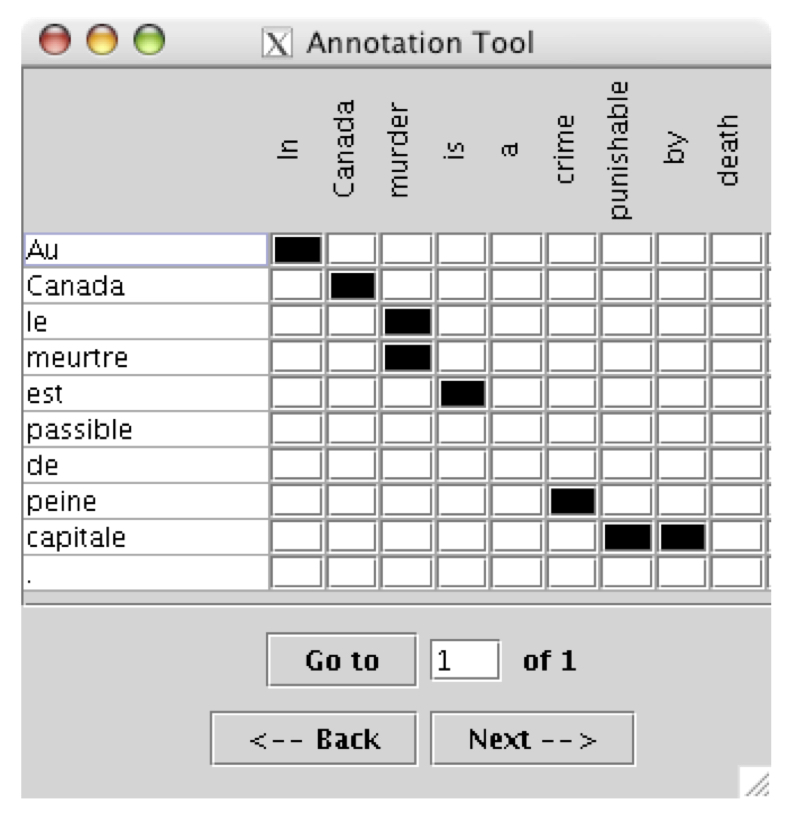 X Annotation Tool
In Canada murder is a crime punishable by death
Au
Canada
le
meurtre
est
passible
de
peine
capitale
.
Go to 1 of 1
<-- Back Next -->